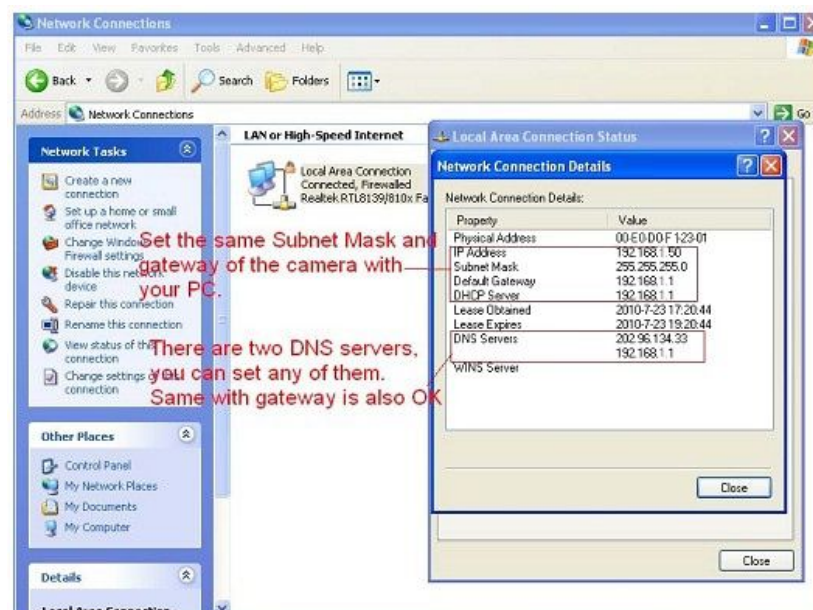 Network Connections
File Edit View Favorites Tools Advanced Help
Back Search Folders
Address Network Connections Go
Network Tasks
Create a new
connection
Set up a home or small
office network
Change Windows
Firewall settings
Disable this network
device
Repair this connection
Rename this connection
View status of this
connection
Change settings of this
connection
Other Places
Control Panel
My Network Places
My Documents
My Computer
Details
Local Area Connection
LAN or High-Speed Internet
Local Area Connection
Connected, Firewalled
Realtek RTL8139/810x Fa
Set the same Subnet Mask and
gateway of the camera with
your PC.
There are two DNS servers,
you can set any of them.
Same with gateway is also OK
Local Area Connection Status
Network Connection Details
Network Connection Details:
Property Value
Physical Address 00-E0-D0-F1-23-01
IP Address 192.168.1.50
Subnet Mask 255.255.255.0
Default Gateway 192.168.1.1
DHCP Server 192.168.1.1
Lease Obtained 2010-7-23 17:20:44
Lease Expires 2010-7-23 19:20:44
DNS Servers 202.96.134.33
192.168.1.1
WINS Server
Close
Close